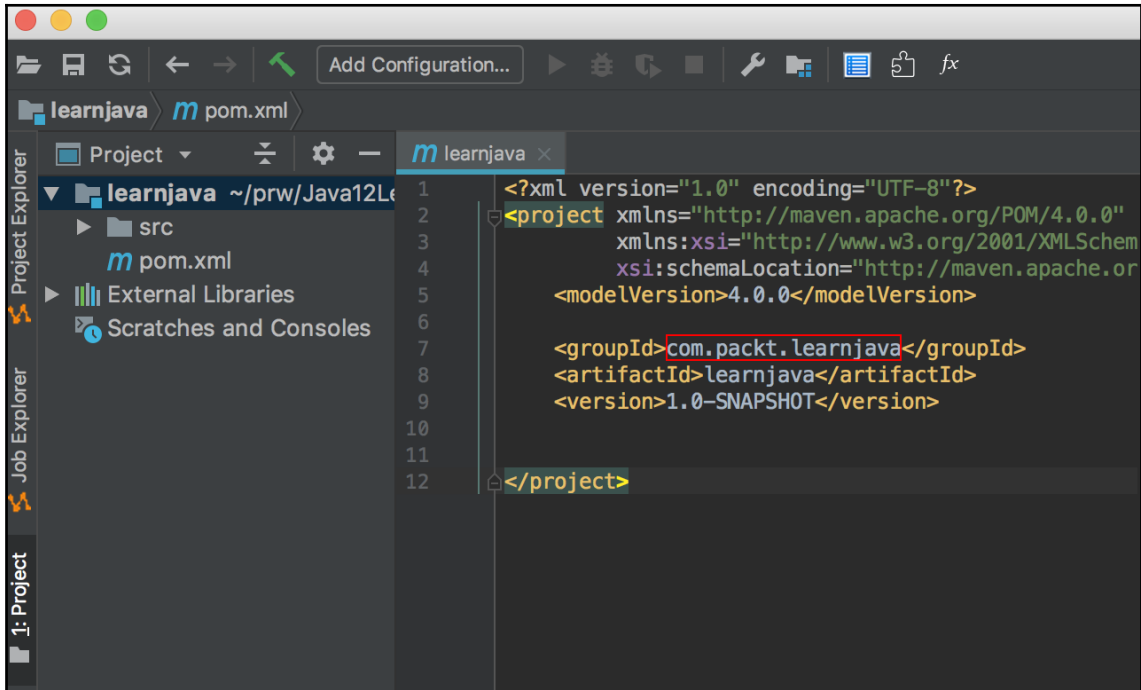 Add Configuration...
fx
learnjava
m pom.xml
Project
m learnjava
Project Explorer
Job Explorer
1: Project
learnjava ~/prw/Java12Le
src
m pom.xml
External Libraries
Scratches and Consoles
1 <?xml version="1.0" encoding="UTF-8"?>
2 <project xmlns="http://maven.apache.org/POM/4.0.0"
3 xmlns:xsi="http://www.w3.org/2001/XMLSchem
4 xsi:schemaLocation="http://maven.apache.or
5 <modelVersion>4.0.0</modelVersion>
6
7 <groupId>com.packt.learnjava</groupId>
8 <artifactId>learnjava</artifactId>
9 <version>1.0-SNAPSHOT</version>
10
11
12 </project>